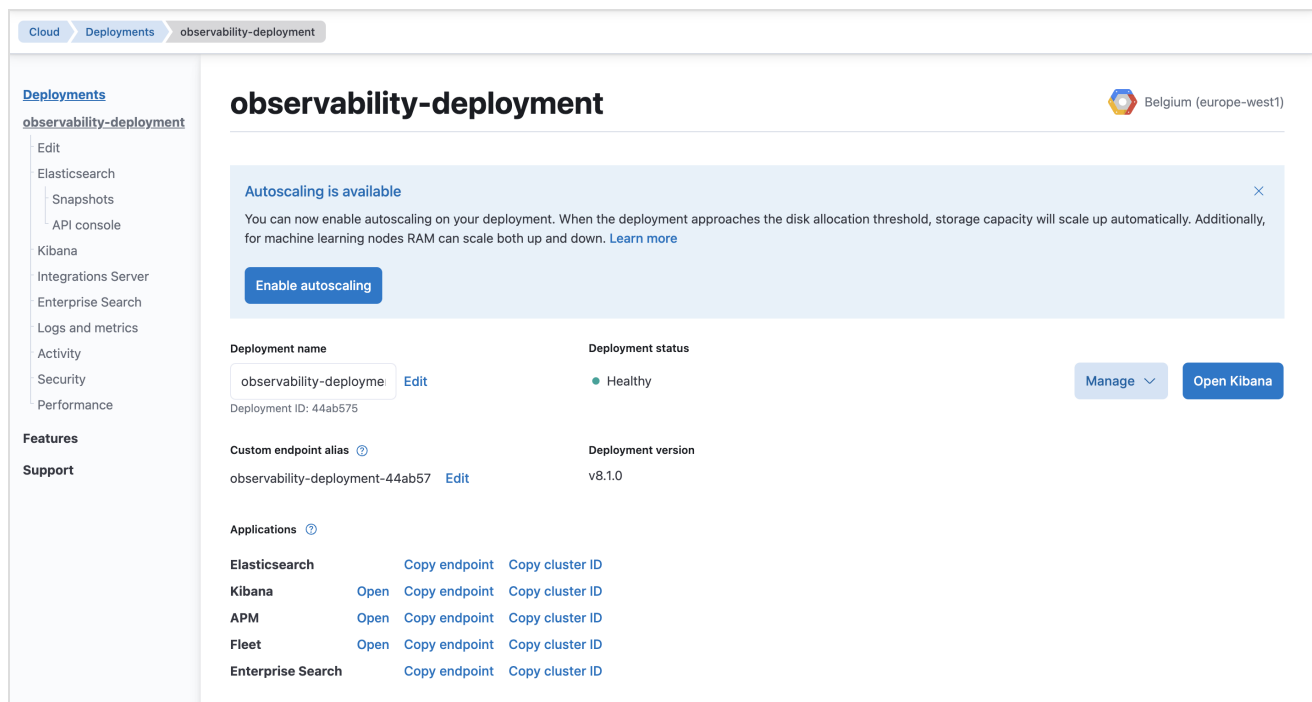 Cloud
Deployments
observability-deployment
Deployments
observability-deployment
Edit
Elasticsearch
Snapshots
API console
Kibana
Integrations Server
Enterprise Search
Logs and metrics
Activity
Security
Performance
Features
Support
observability-deployment
Belgium (europe-west1)
Autoscaling is available
You can now enable autoscaling on your deployment. When the deployment approaches the disk allocation threshold, storage capacity will scale up automatically. Additionally,
for machine learning nodes RAM can scale both up and down. Learn more
Enable autoscaling
Deployment name
observability-deployme
Edit
Deployment ID: 44ab575
Deployment status
Healthy
Manage
Open Kibana
Custom endpoint alias
observability-deployment-44ab57 Edit
Deployment version
v8.1.0
Applications
Elasticsearch Copy endpoint Copy cluster ID
Kibana Open Copy endpoint Copy cluster ID
APM Open Copy endpoint Copy cluster ID
Fleet Open Copy endpoint Copy cluster ID
Enterprise Search Copy endpoint Copy cluster ID